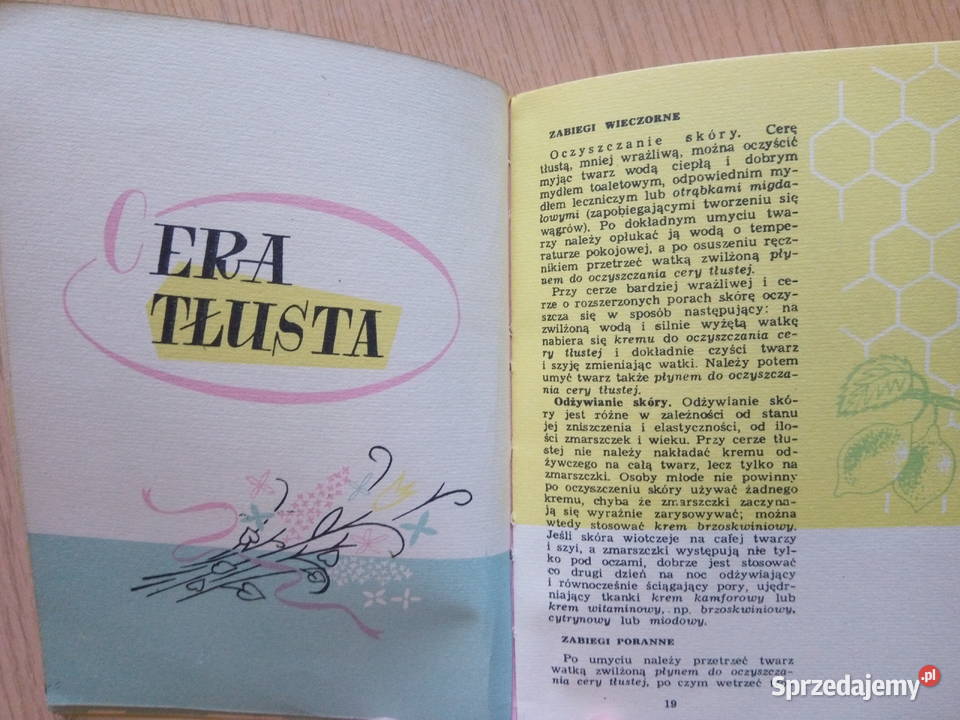 CERA
TŁUSTA
ZABIEGI WIECZORNE
Oczyszczanie skóry. Cerę
tłustą, mniej wrażliwą, można oczyścić
myjąc twarz wodą ciepłą i dobrym
mydłem toaletowym, odpowiednim my-
dłem leczniczym lub otrąbkami migda-
łowymi (zapobiegającymi tworzeniu się
wągrów). Po dokładnym umyciu twa-
rzy należy opłukać ją wodą o tempe-
raturze pokojowej, a po osuszeniu ręcz-
nikiem przetrzeć watką zwilżoną pły-
nem do oczyszczania cery tłustej.
Przy cerze bardziej wrażliwej i ce-
rze o rozszerzonych porach skórę oczy-
szcza się w sposób następujący: na
zwilżoną wodą i silnie wyżętą watkę
nabiera się kremu do oczyszczania ce-
ry tłustej i dokładnie czyści twarz
i szyję zmieniając watki. Należy potem
umyć twarz także płynem do oczyszcza-
nia cery tłustej.
Odżywianie skóry. Odżywianie skó-
ry jest różne w zależności od stanu
jej zniszczenia i elastyczności, od ilo-
ści zmarszczek i wieku. Przy cerze tłu-
stej nie należy nakładać kremu od-
żywczego na całą twarz, lecz tylko na
zmarszczki. Osoby młode nie powinny
po oczyszczeniu skóry używać żadnego
kremu, chyba że zmarszczki zaczyna-
ją się wyraźnie zarysowywać; można
wtedy stosować krem brzoskwiniowy.
Jeśli skóra wiotczeje na całej twarzy
i szyi, a zmarszczki występują nie tyl-
ko pod oczami, dobrze jest stosować
co drugi dzień na noc odżywiający
i równocześnie ściągający pory, ujędr-
niający tkanki krem kamforowy lub
krem witaminowy, np. brzoskwiniowy,
cytrynowy lub miodowy.
ZABIEGI PORANNE
Po umyciu należy przetrzeć twarz
watką zwilżoną płynem do oczyszcza-
nia cery tłustej, po czym wetrzeć
19
Sprzedajemy.pl